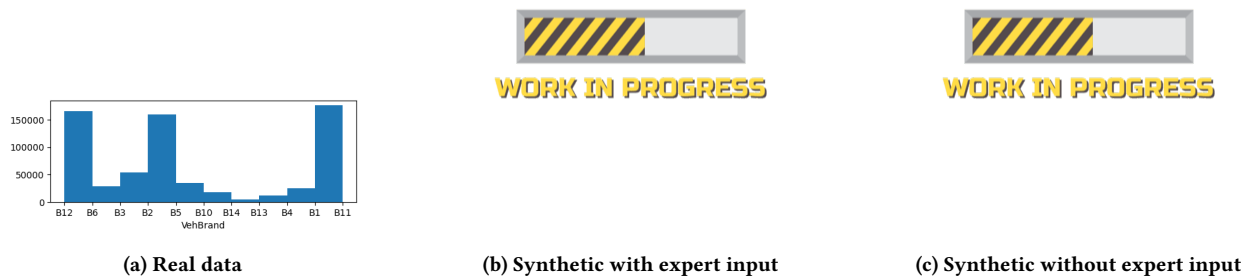 WORK IN PROGRESS
WORK IN PROGRESS
150000
100000
50000
0
B12 B6 B3 B2 B5 B10 B14 B13 B4 B1 B11
VehBrand
(a) Real data
(b) Synthetic with expert input
(c) Synthetic without expert input